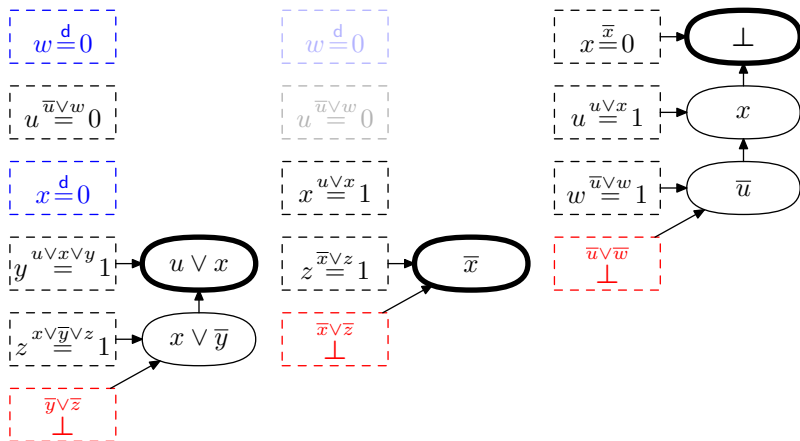 w =ᵈ 0
u =^{u̅∨w} 0
x =ᵈ 0
y =^{u∨x∨y} 1
u ∨ x
z =^{x∨y̅∨z} 1
x ∨ y̅
y̅∨z̅
⊥
w =ᵈ 0
u =^{u̅∨w} 0
x =^{u∨x} 1
z =^{x̅∨z} 1
x̅
x̅∨z̅
⊥
x =^{x̅} 0
⊥
u =^{u∨x} 1
x
w =^{u̅∨w} 1
u̅
u̅∨w̅
⊥